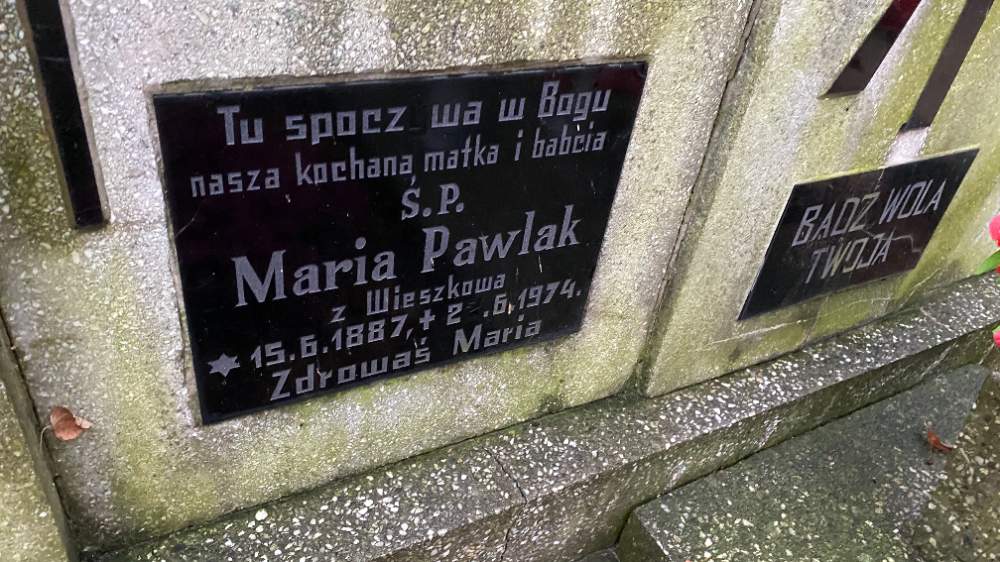 Tu spocz wa w Bogu
nasza kochana matka i babcia
Ś.P.
Maria Pawlak
z Wieszkowa
15.6.1887, + 2 .6.1974.
Zdrowaś Maria
BĄDŹ WOLA
TWOJA